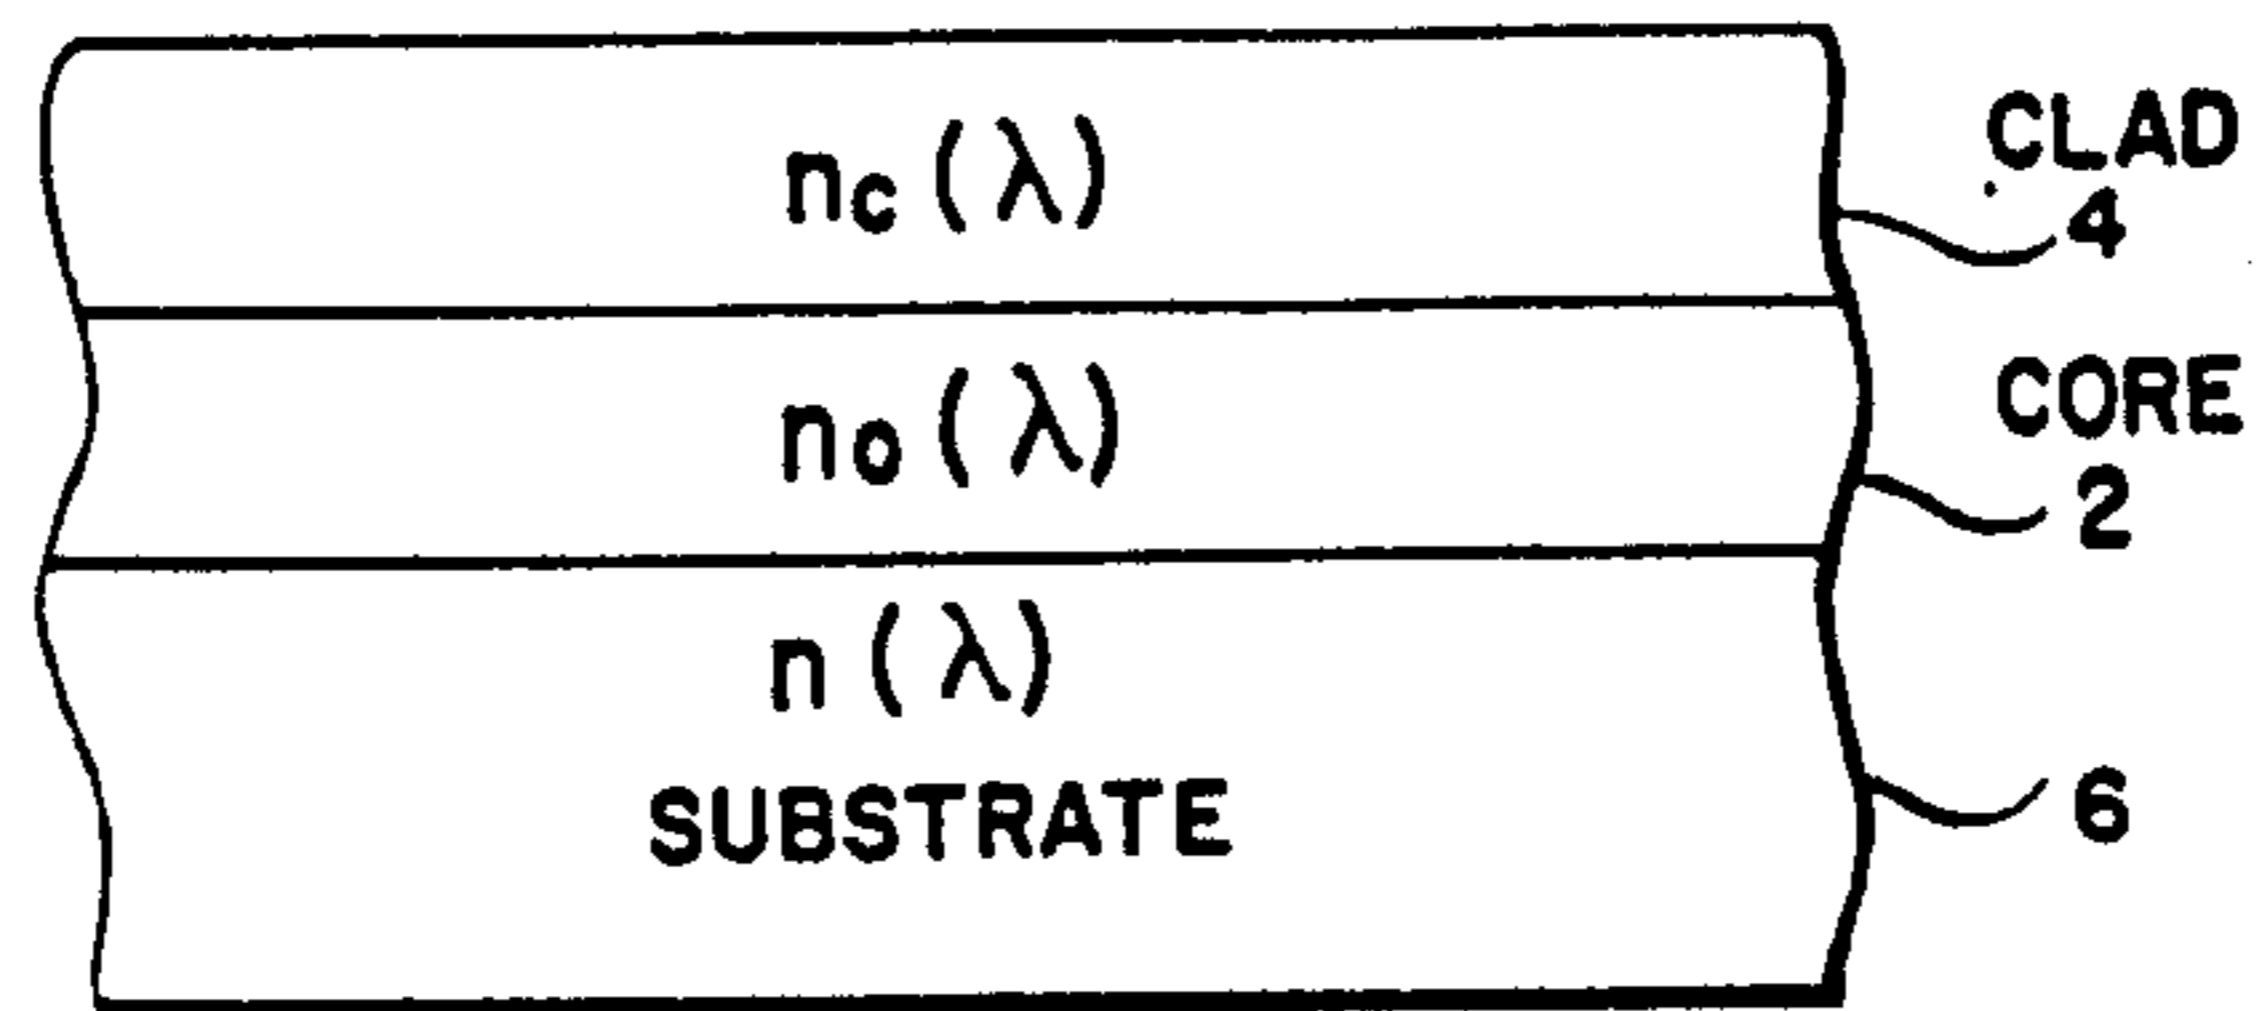 nc (λ)
CLAD
4
no (λ)
CORE
2
n (λ)
SUBSTRATE
6